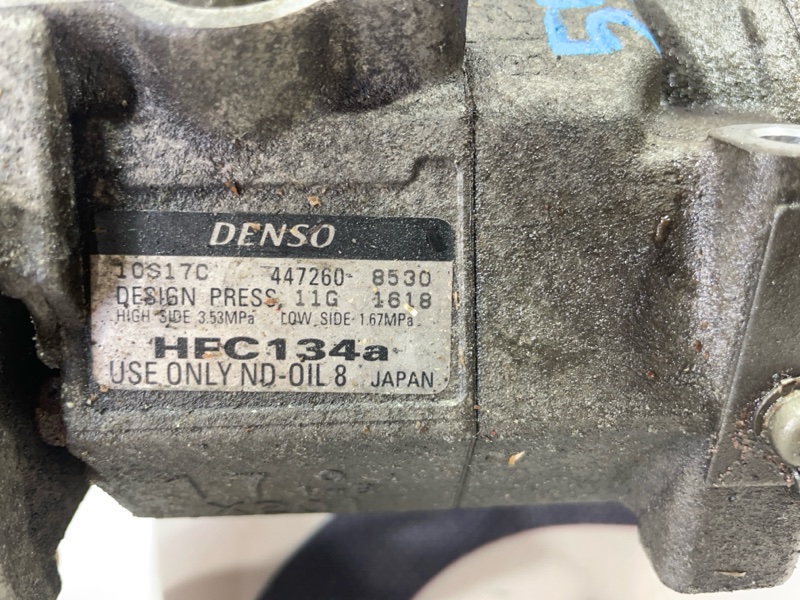 DENSO
10S17C 447260-8530
DESIGN PRESS, 11G 1618
HIGH SIDE 3.53MPa LOW SIDE 1.67MPa
HFC134a
USE ONLY ND-OIL 8 JAPAN